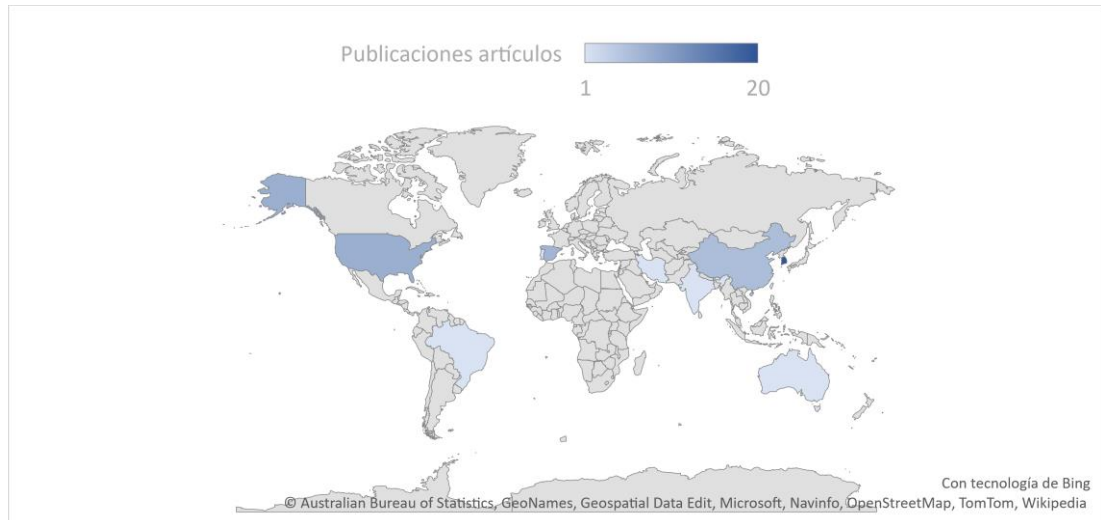 Publicaciones artículos
1 20
Con tecnología de Bing
© Australian Bureau of Statistics, GeoNames, Geospatial Data Edit, Microsoft, Navinfo, OpenStreetMap, TomTom, Wikipedia